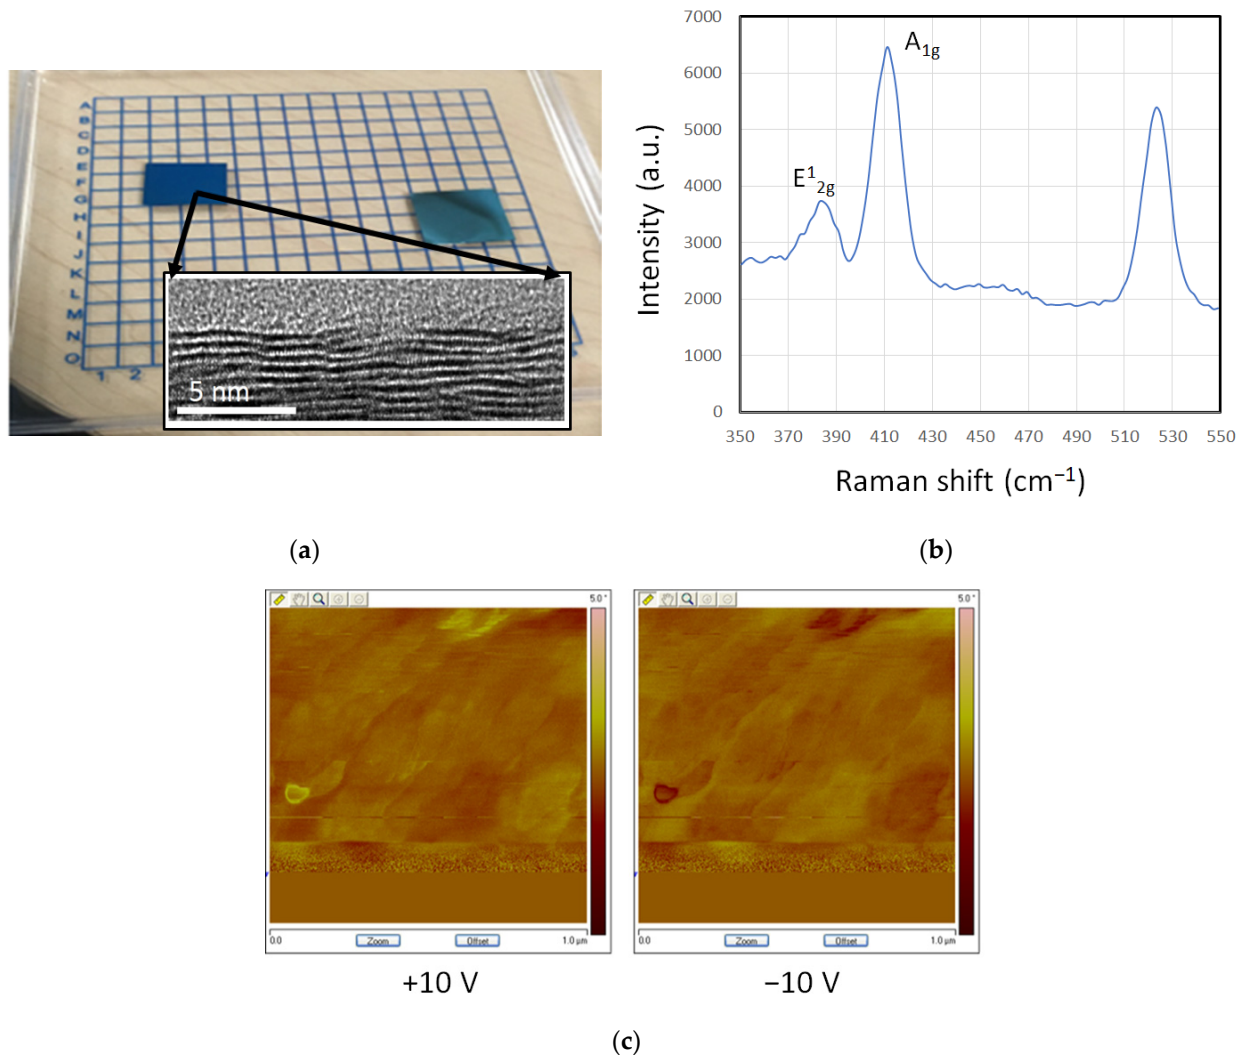 A
B
C
D
E
F
G
H
I
J
K
L
M
N
O
1 2
5 nm
(a)
7000
6000
5000
4000
3000
2000
1000
0
350 370 390 410 430 450 470 490 510 530 550
Intensity (a.u.)
Raman shift (cm⁻¹)
E¹₂g
A₁g
(b)
5.0 °
0.0 Zoom Offset 1.0 µm
+10 V
5.0 °
0.0 Zoom Offset 1.0 µm
−10 V
(c)